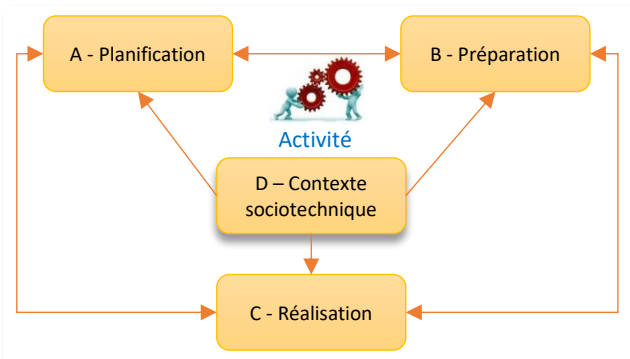 A - Planification
B - Préparation
Activité
D – Contexte
sociotechnique
C - Réalisation